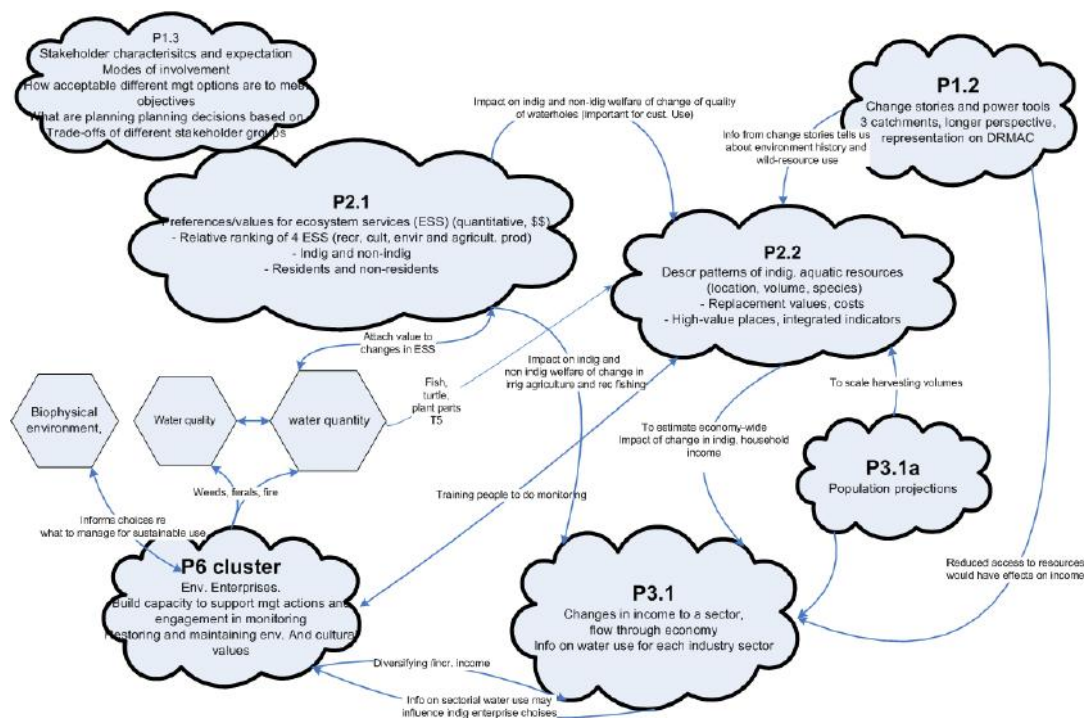 P1.3
Stakeholder characterisitcs and expectation
Modes of involvement
How acceptable different mgt options are to meet
objectives
What are planning planning decisions based on
Trade-offs of different stakeholder groups
Impact on indig and non-idig welfare of change of quality
of waterholes (important for cust. Use)
P1.2
Change stories and power tools
3 catchments, longer perspective,
representation on DRMAC
Info from change stories tells us
about environment history and
wild-resource use
P2.1
Preferences/values for ecosystem services (ESS) (quantitative, $$)
- Relative ranking of 4 ESS (recr, cult, envir and agricult. prod)
- Indig and non-indig
- Residents and non-residents
P2.2
Descr patterns of indig. aquatic resources
(location, volume, species)
- Replacement values, costs
- High-value places, integrated indicators
Attach value to
changes in ESS
Impact on indig and
non indig welfare of change in
irrig agriculture and rec fishing
Fish,
turtle,
plant parts
T5
To scale harvesting volumes
Biophysical
environment,
Water quality
water quantity
To estimate economy-wide
Impact of change in indig. household
income
P3.1a
Population projections
Weeds, ferals, fire
Training people to do monitoring
Informs choices re
what to manage for sustainable use
P6 cluster
Env. Enterprises.
Build capacity to support mgt actions and
engagement in monitoring
Restoring and maintaining env. And cultural
values
P3.1
Changes in income to a sector,
flow through economy
Info on water use for each industry sector
Reduced access to resources
would have effects on income
Diversifying (incr. income
Info on sectorial water use may
influence indig enterprise choises